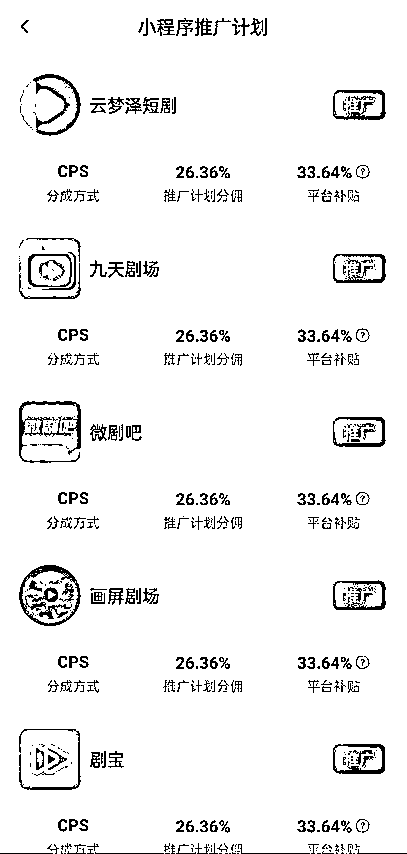 小程序推广计划
云梦泽短剧
推广
CPS 26.36% 33.64%
分成方式 推广计划分佣 平台补贴
九天剧场
推广
CPS 26.36% 33.64%
分成方式 推广计划分佣 平台补贴
微剧吧
微剧吧
推广
CPS 26.36% 33.64%
分成方式 推广计划分佣 平台补贴
画屏剧场
推广
CPS 26.36% 33.64%
分成方式 推广计划分佣 平台补贴
剧宝
推广
CPS 26.36% 33.64%
分成方式 推广计划分佣 平台补贴